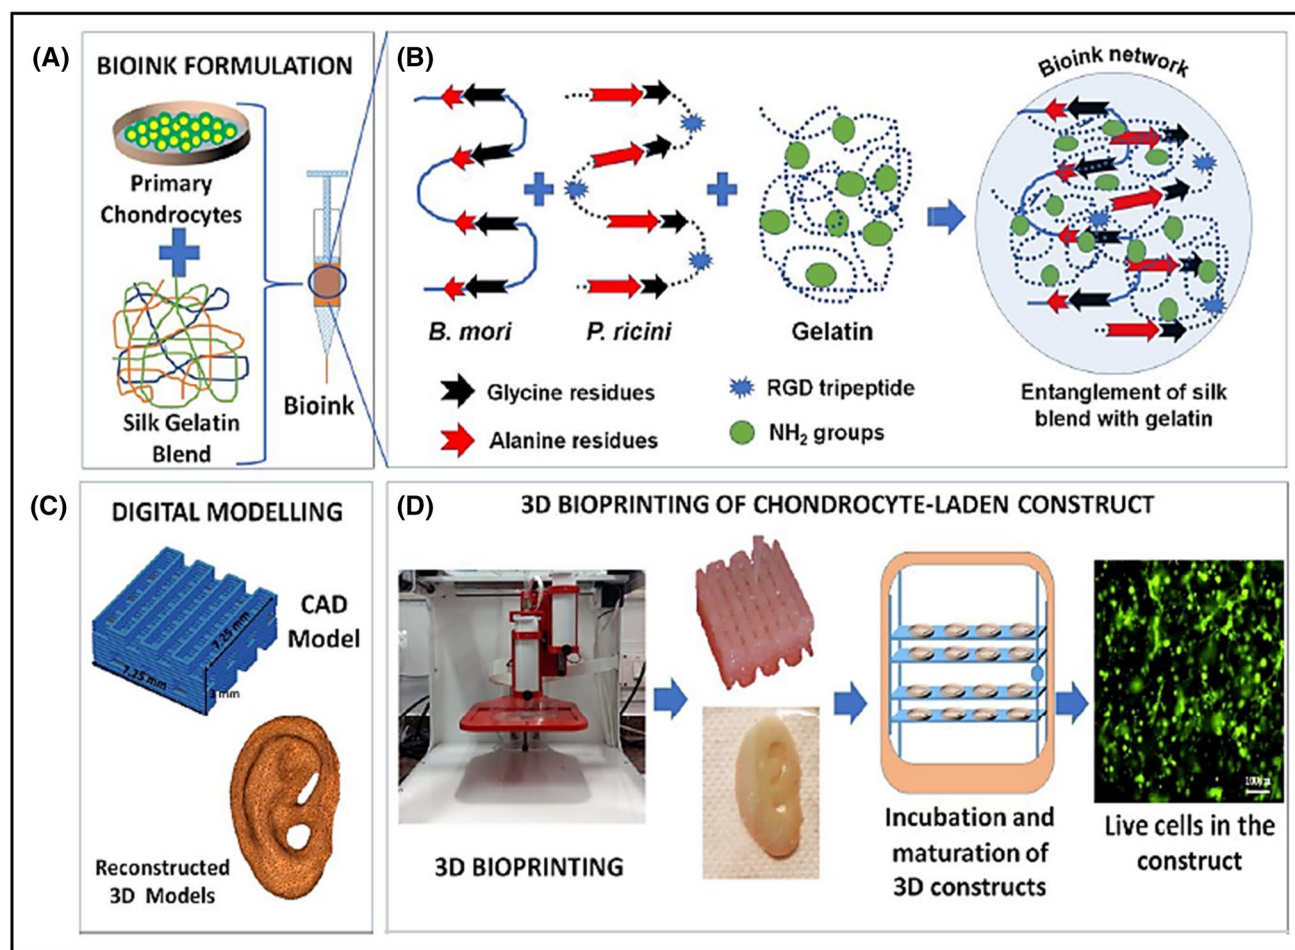 (A)
BIOINK FORMULATION
Primary
Chondrocytes
Silk Gelatin
Blend
Bioink
(B)
B. mori
P. ricini
Gelatin
Bioink network
Entanglement of silk
blend with gelatin
Glycine residues
Alanine residues
RGD tripeptide
NH₂ groups
(C)
DIGITAL MODELLING
CAD
Model
7.25 mm
7.25 mm
3 mm
Reconstructed
3D Models
(D)
3D BIOPRINTING OF CHONDROCYTE-LADEN CONSTRUCT
3D BIOPRINTING
Incubation and
maturation of
3D constructs
Live cells in the
construct